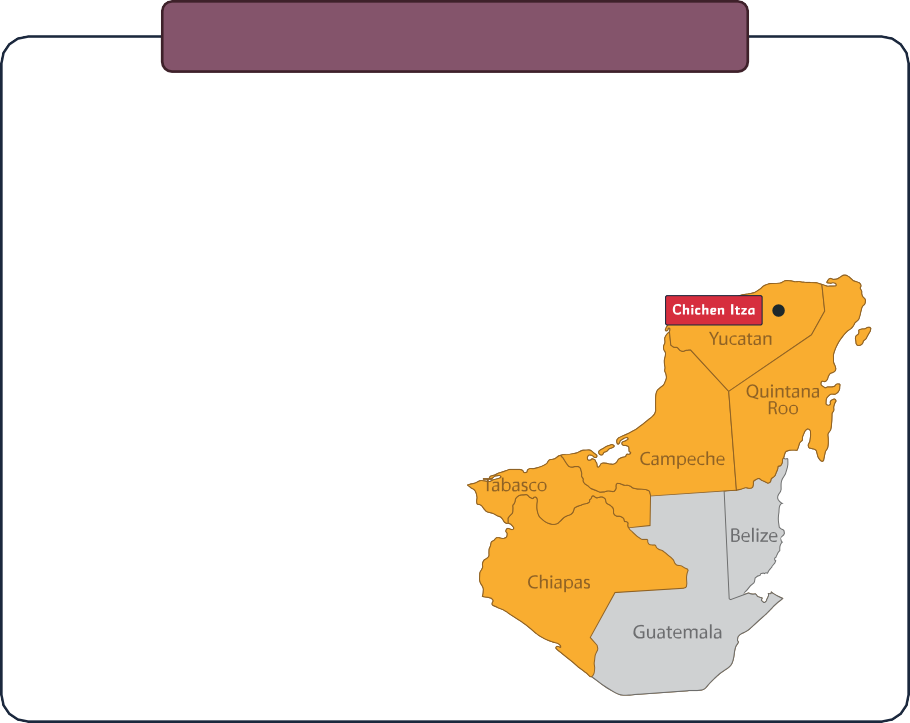 Chichen Itza
Yucatan
Quintana
Roo
Campeche
Tabasco
Belize
Chiapas
Guatemala